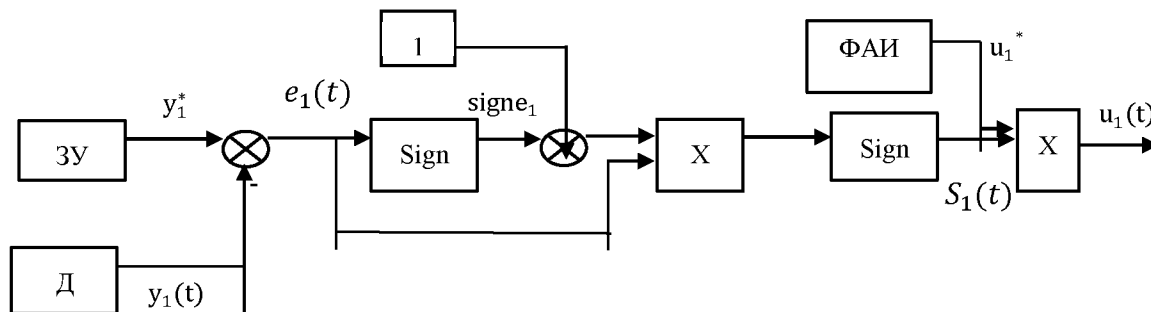 1
ФАИ
u₁*
y₁*
e₁(t)
signe₁
u₁(t)
ЗУ
Sign
X
Sign
X
-
S₁(t)
Д
y₁(t)